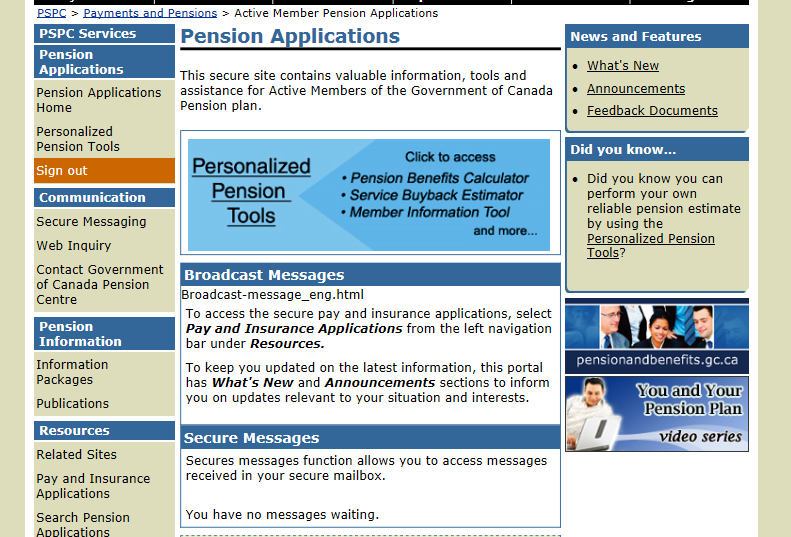 PSPC > Payments and Pensions > Active Member Pension Applications
PSPC Services
Pension
Applications
Pension Applications
Home
Personalized
Pension Tools
Sign out
Communication
Secure Messaging
Web Inquiry
Contact Government
of Canada Pension
Centre
Pension
Information
Information
Packages
Publications
Resources
Related Sites
Pay and Insurance
Applications
Search Pension
Applications
Pension Applications
This secure site contains valuable information, tools and
assistance for Active Members of the Government of Canada
Pension plan.
Personalized
Pension
Tools
Click to access
• Pension Benefits Calculator
• Service Buyback Estimator
• Member Information Tool
and more...
Broadcast Messages
Broadcast-message_eng.html
To access the secure pay and insurance applications, select
Pay and Insurance Applications from the left navigation
bar under Resources.
To keep you updated on the latest information, this portal
has What's New and Announcements sections to inform
you on updates relevant to your situation and interests.
Secure Messages
Secures messages function allows you to access messages
received in your secure mailbox.
You have no messages waiting.
News and Features
• What's New
• Announcements
• Feedback Documents
Did you know...
• Did you know you can
perform your own
reliable pension estimate
by using the
Personalized Pension
Tools?
pensionandbenefits.gc.ca
You and Your
Pension Plan
video series